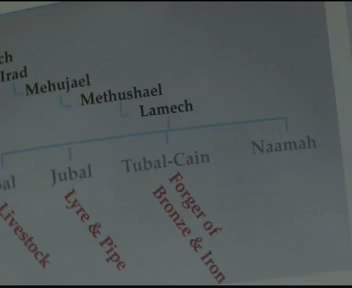 Irad
Mehujael
Methushael
Lamech
Jubal
Tubal-Cain
Naamah
Livestock
Lyre & Pipe
Forger of
Bronze & Iron